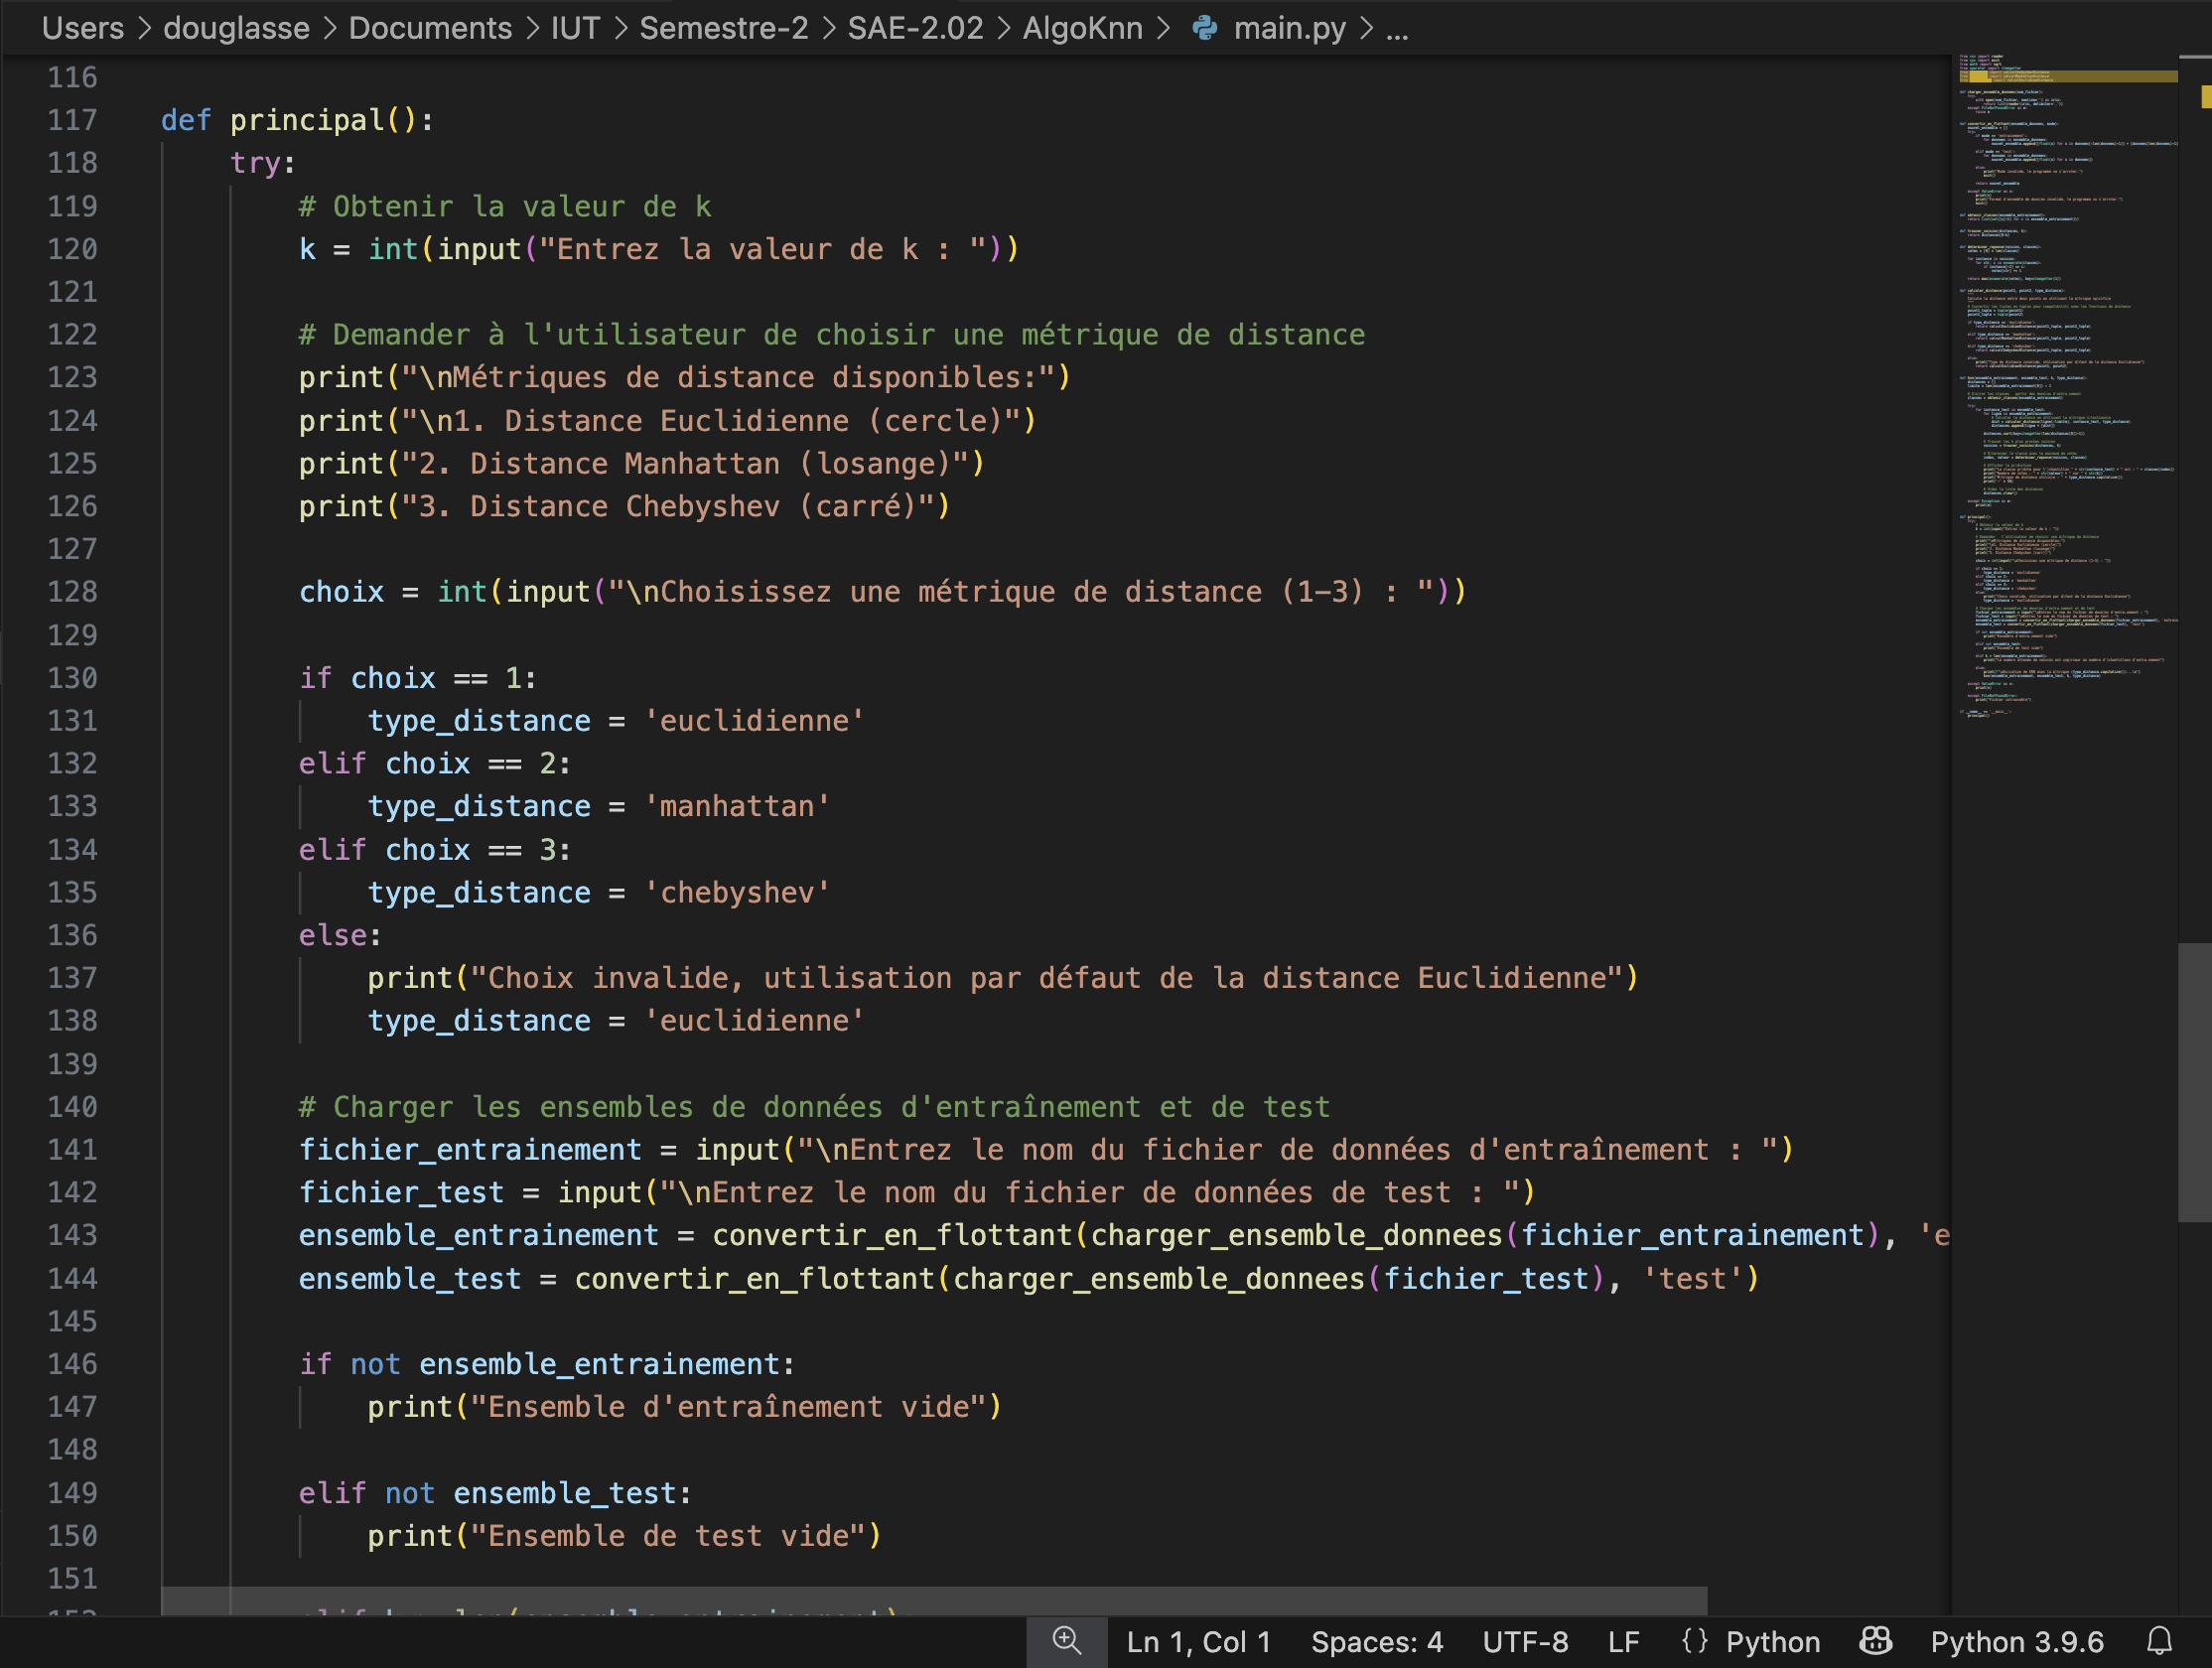 Users > douglasse > Documents > IUT > Semestre-2 > SAE-2.02 > AlgoKnn > main.py > ...
116
117 def principal():
118 try:
119 # Obtenir la valeur de k
120 k = int(input("Entrez la valeur de k : "))
121
122 # Demander à l'utilisateur de choisir une métrique de distance
123 print("\nMétriques de distance disponibles:")
124 print("\n1. Distance Euclidienne (cercle)")
125 print("2. Distance Manhattan (losange)")
126 print("3. Distance Chebyshev (carré)")
127
128 choix = int(input("\nChoisissez une métrique de distance (1-3) : "))
129
130 if choix == 1:
131 type_distance = 'euclidienne'
132 elif choix == 2:
133 type_distance = 'manhattan'
134 elif choix == 3:
135 type_distance = 'chebyshev'
136 else:
137 print("Choix invalide, utilisation par défaut de la distance Euclidienne")
138 type_distance = 'euclidienne'
139
140 # Charger les ensembles de données d'entraînement et de test
141 fichier_entrainement = input("\nEntrez le nom du fichier de données d'entraînement : ")
142 fichier_test = input("\nEntrez le nom du fichier de données de test : ")
143 ensemble_entrainement = convertir_en_flottant(charger_ensemble_donnees(fichier_entrainement), 'e
144 ensemble_test = convertir_en_flottant(charger_ensemble_donnees(fichier_test), 'test')
145
146 if not ensemble_entrainement:
147 print("Ensemble d'entraînement vide")
148
149 elif not ensemble_test:
150 print("Ensemble de test vide")
151
Ln 1, Col 1 Spaces: 4 UTF-8 LF {} Python Python 3.9.6